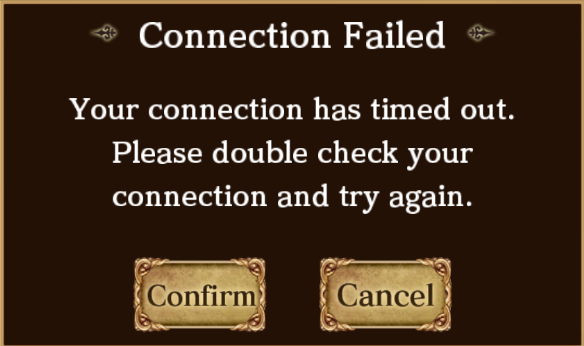 Connection Failed
Your connection has timed out.
Please double check your
connection and try again.
Confirm
Cancel